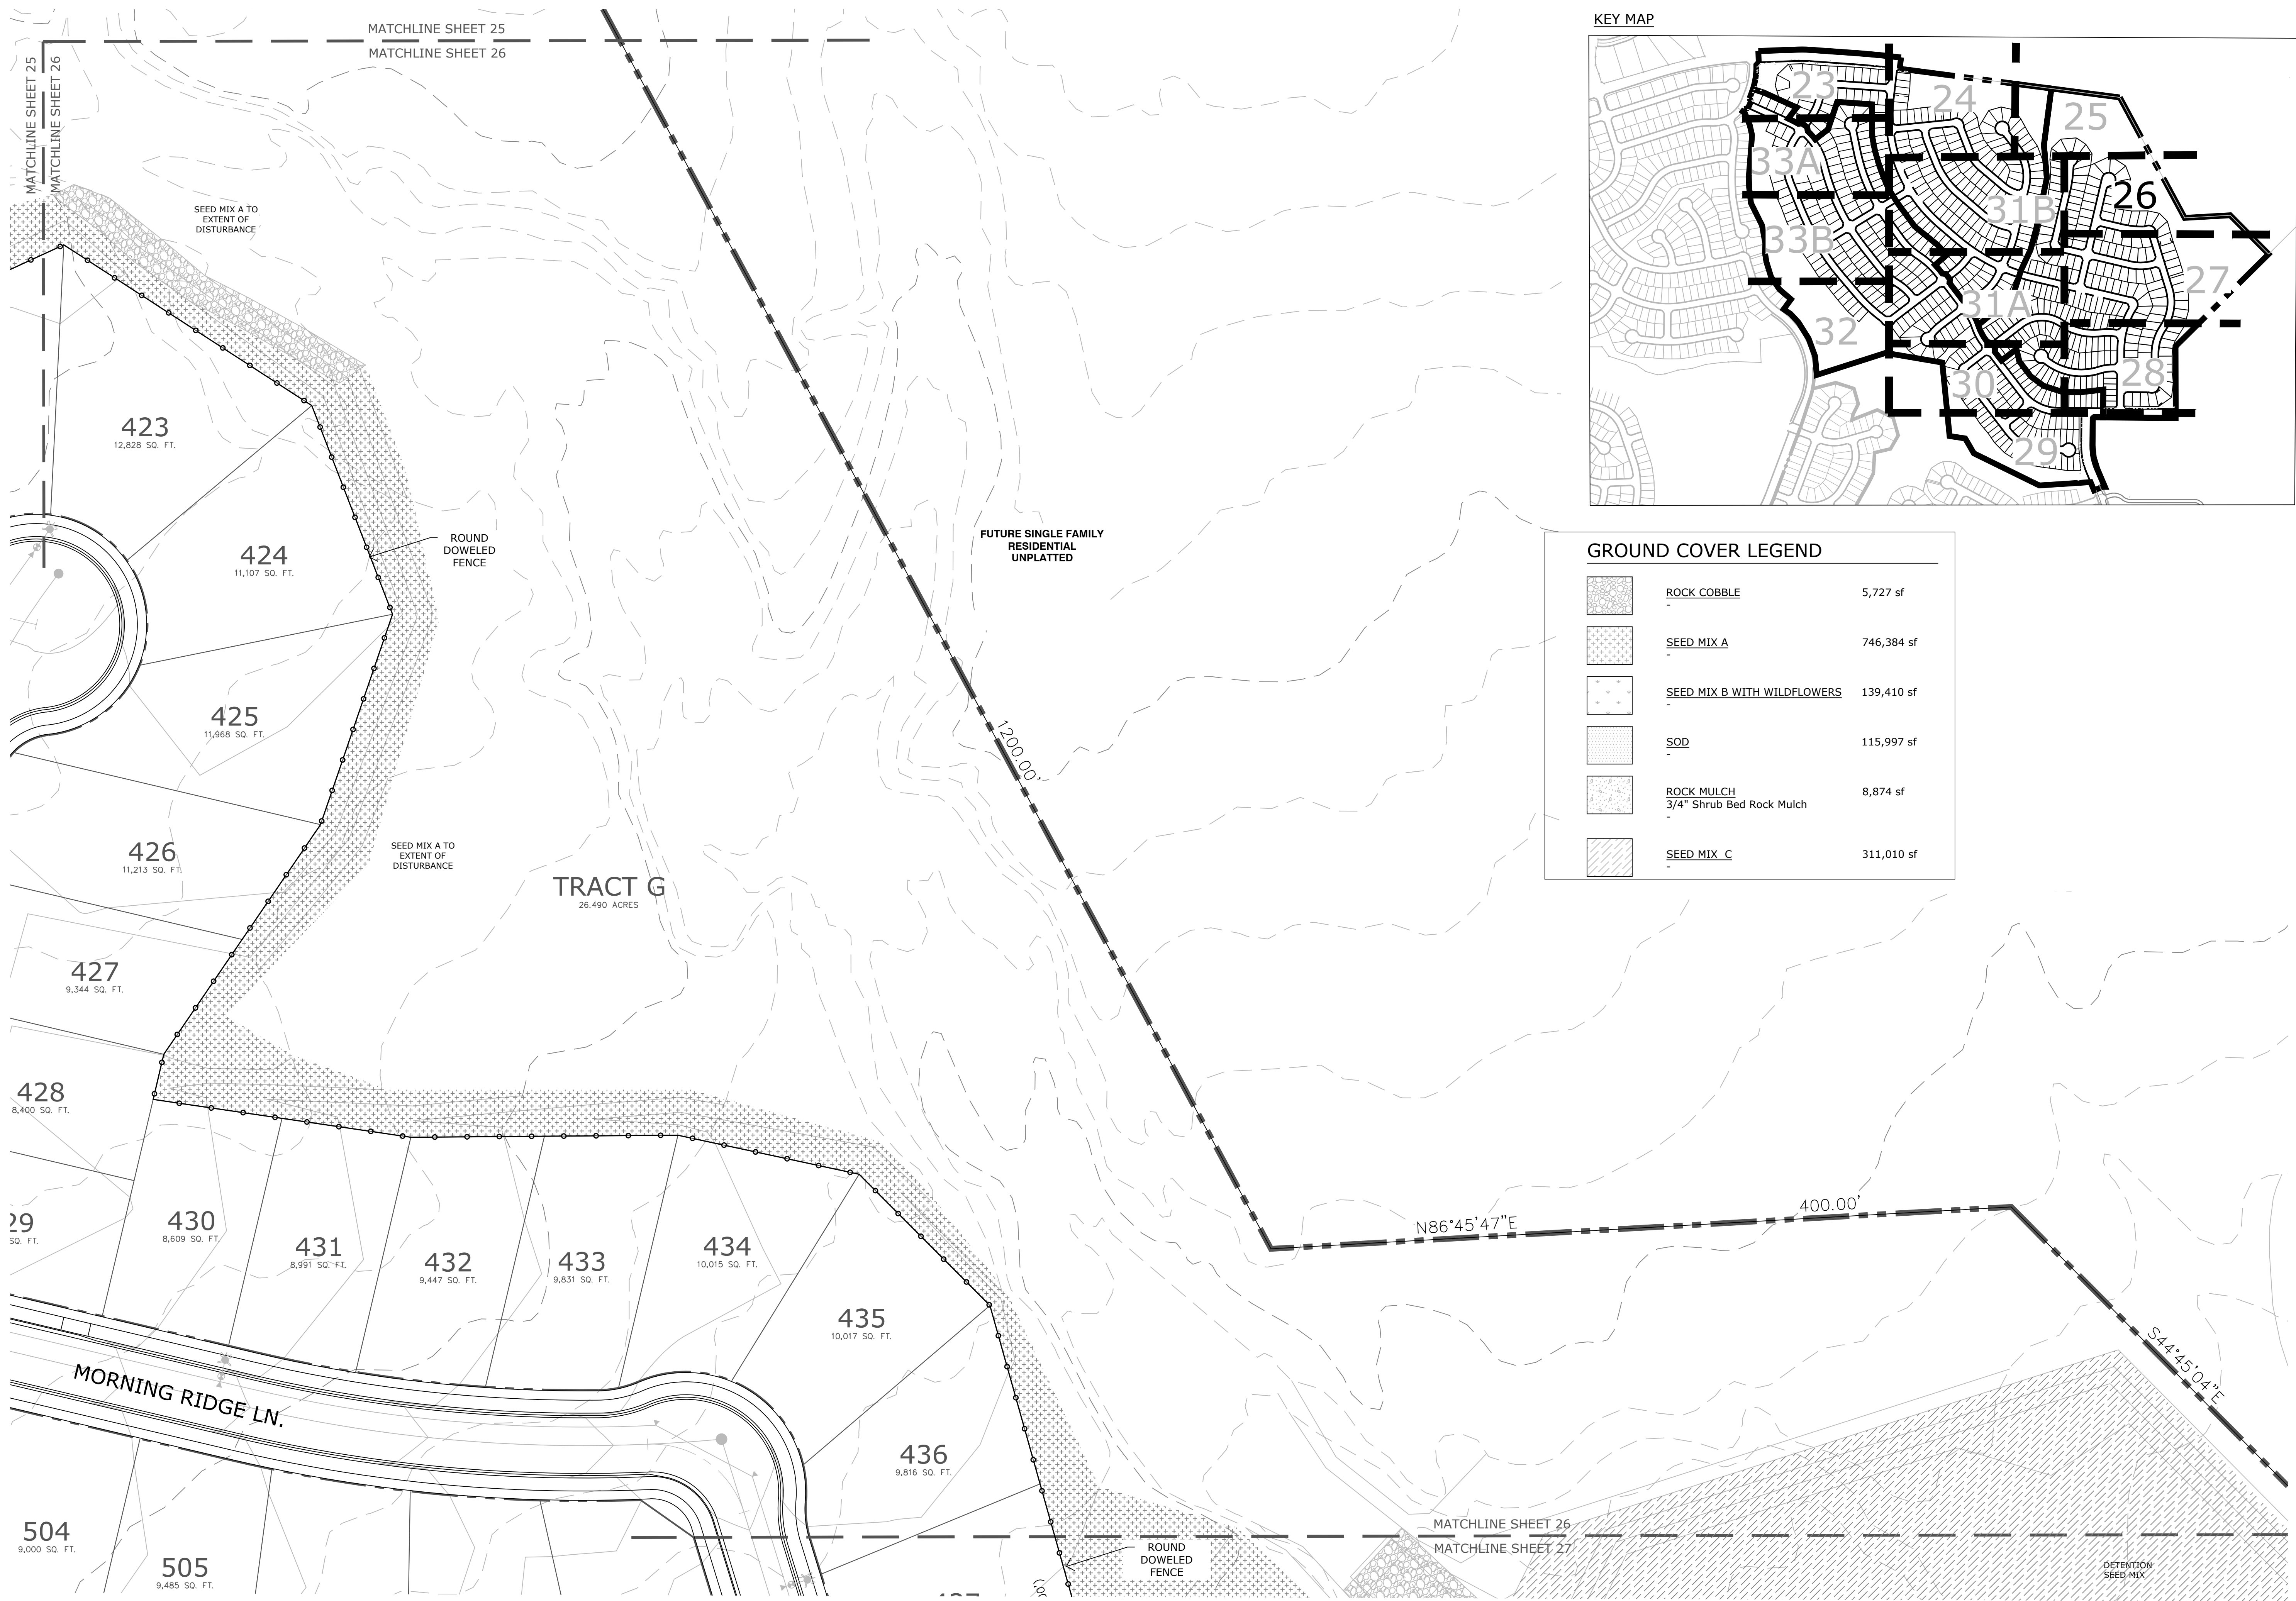 MATCHLINE SHEET 25
MATCHLINE SHEET 26
MATCHLINE SHEET 25
MATCHLINE SHEET 26
SEED MIX A TO
EXTENT OF
DISTURBANCE
423
12,828 SQ. FT.
424
11,107 SQ. FT.
ROUND
DOWELED
FENCE
425
11,968 SQ. FT.
426
11,213 SQ. FT.
SEED MIX A TO
EXTENT OF
DISTURBANCE
TRACT G
26.490 ACRES
427
9,344 SQ. FT.
428
8,400 SQ. FT.
29
SQ. FT.
430
8,609 SQ. FT.
431
8,991 SQ. FT.
432
9,447 SQ. FT.
433
9,831 SQ. FT.
434
10,015 SQ. FT.
435
10,017 SQ. FT.
436
9,816 SQ. FT.
MORNING RIDGE LN.
504
9,000 SQ. FT.
505
9,485 SQ. FT.
FUTURE SINGLE FAMILY
RESIDENTIAL
UNPLATTED
1200.00'
N86°45'47"E
400.00'
S44°45'04"E
MATCHLINE SHEET 26
MATCHLINE SHEET 27
ROUND
DOWELED
FENCE
DETENTION
SEED MIX
KEY MAP
23
24
25
33A
26
31B
33B
27
31A
32
30
28
29
GROUND COVER LEGEND
ROCK COBBLE 5,727 sf
-
SEED MIX A 746,384 sf
-
SEED MIX B WITH WILDFLOWERS 139,410 sf
-
SOD 115,997 sf
-
ROCK MULCH 8,874 sf
3/4" Shrub Bed Rock Mulch
-
SEED MIX C 311,010 sf
-